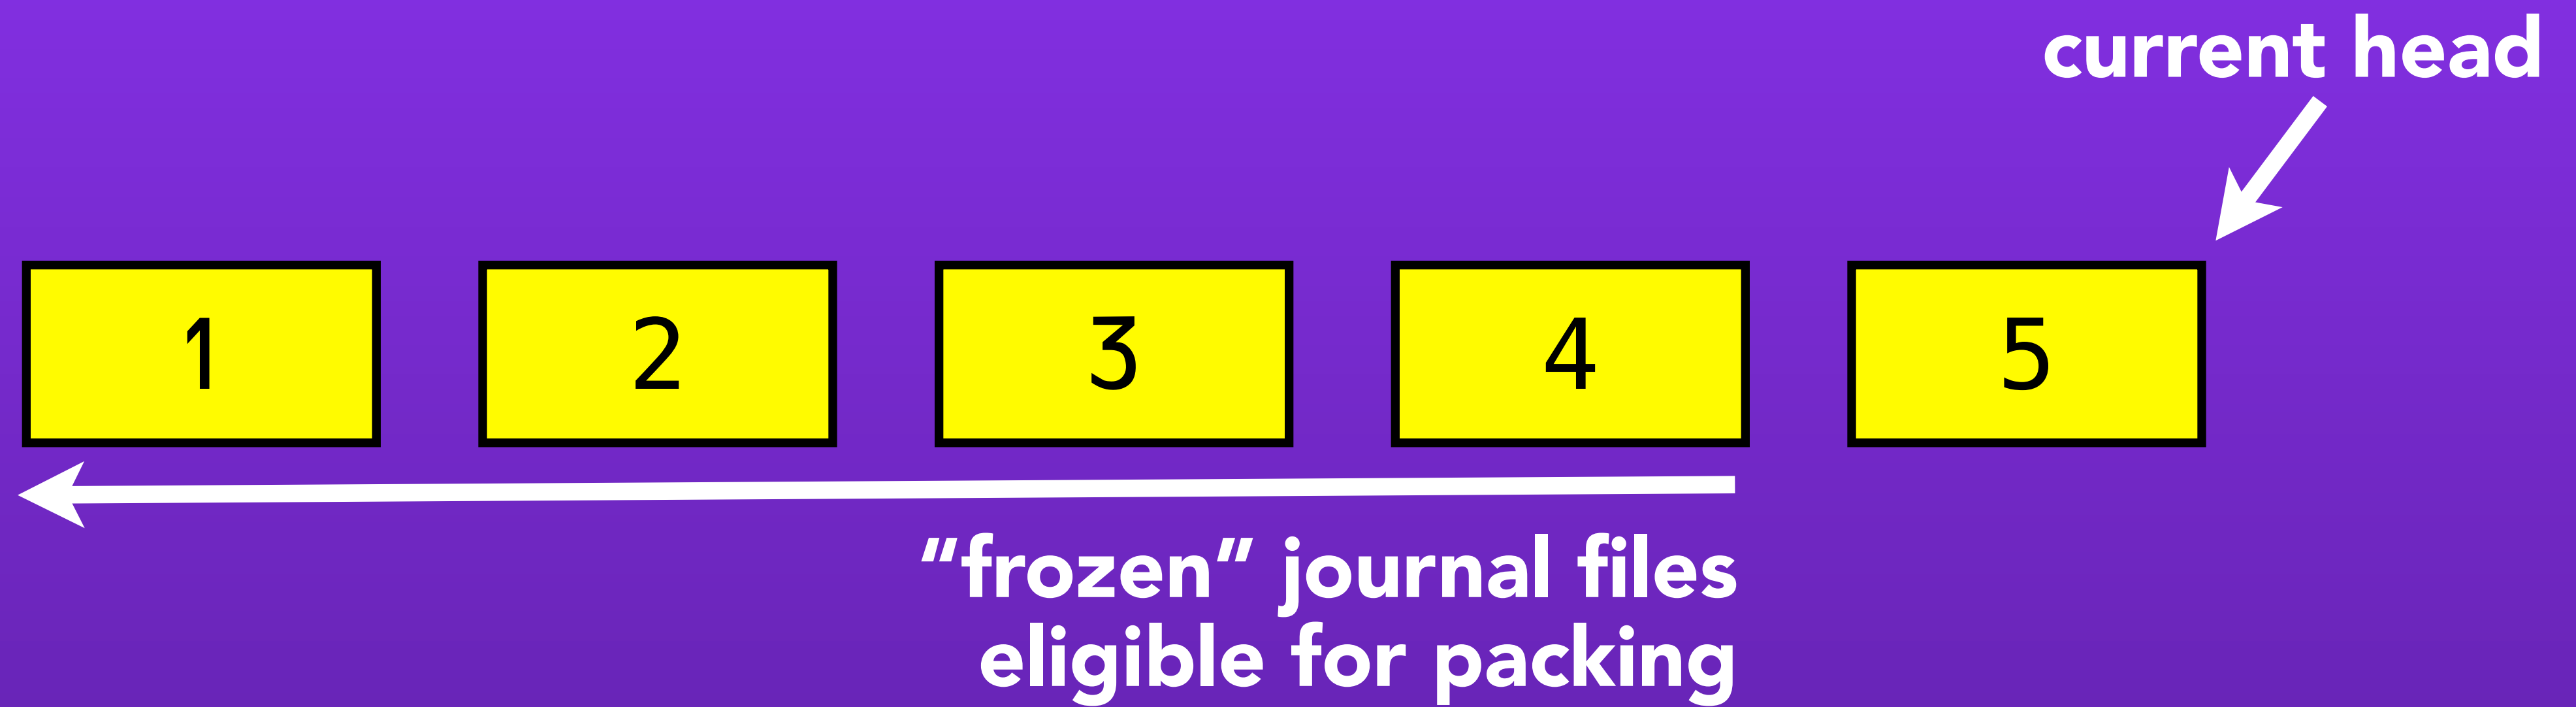 current head
1 2 3 4 5
"frozen" journal files
eligible for packing